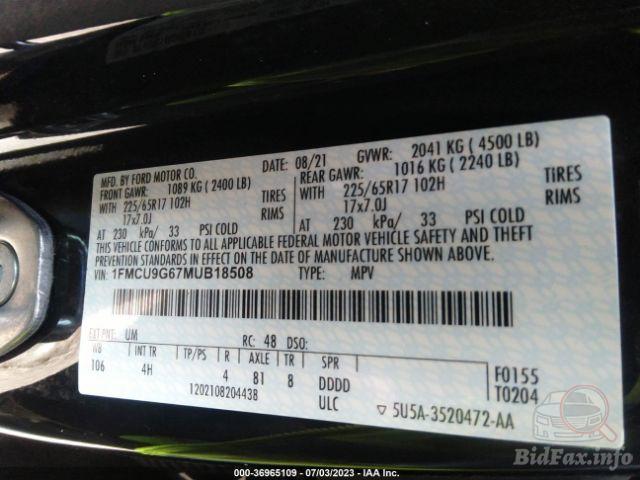 MFD. BY FORD MOTOR CO.
DATE: 08/21 GVWR: 2041 KG ( 4500 LB)
FRONT GAWR: 1089 KG ( 2400 LB) REAR GAWR: 1016 KG ( 2240 LB)
WITH 225/65R17 102H TIRES WITH 225/65R17 102H TIRES
17x7.0J RIMS 17x7.0J RIMS
AT 230 kPa/ 33 PSI COLD AT 230 kPa/ 33 PSI COLD
THIS VEHICLE CONFORMS TO ALL APPLICABLE FEDERAL MOTOR VEHICLE SAFETY AND THEFT
PREVENTION STANDARDS IN EFFECT ON THE DATE OF MANUFACTURE SHOWN ABOVE.
VIN: 1FMCU9G67MUB18508 TYPE: MPV
EXT PNT: UM RC: 48 DSO:
WB INT TR TP/PS R AXLE TR SPR
106 4H 4 81 8 DDDD F0155
1202108204438 ULC T0204
▽ 5U5A-3520472-AA
BidFax.info
000-36965109 - 07/03/2023 - IAA Inc.